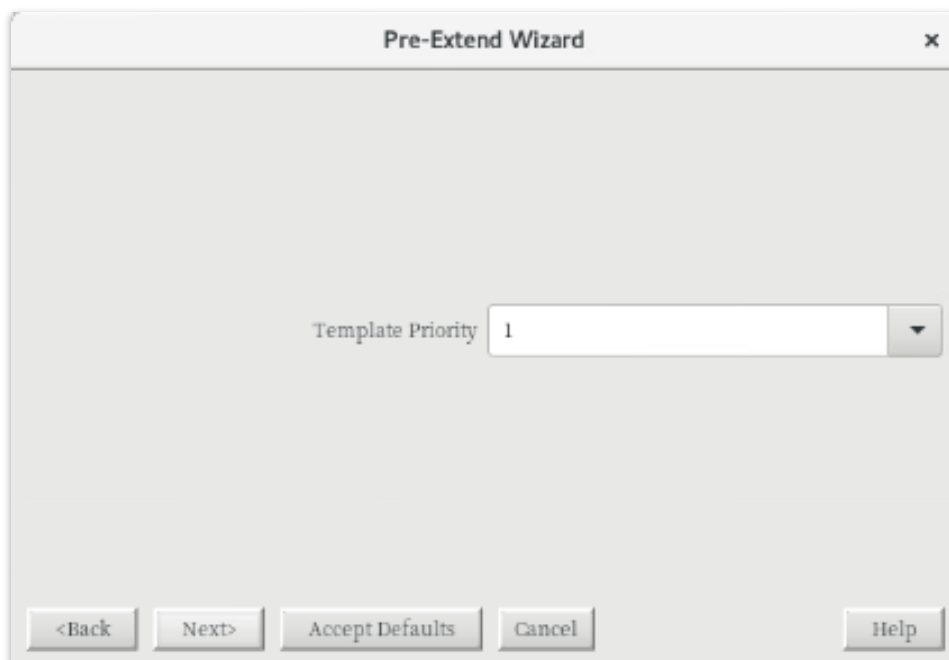 Pre-Extend Wizard ×
Template Priority 1
<Back Next> Accept Defaults Cancel Help